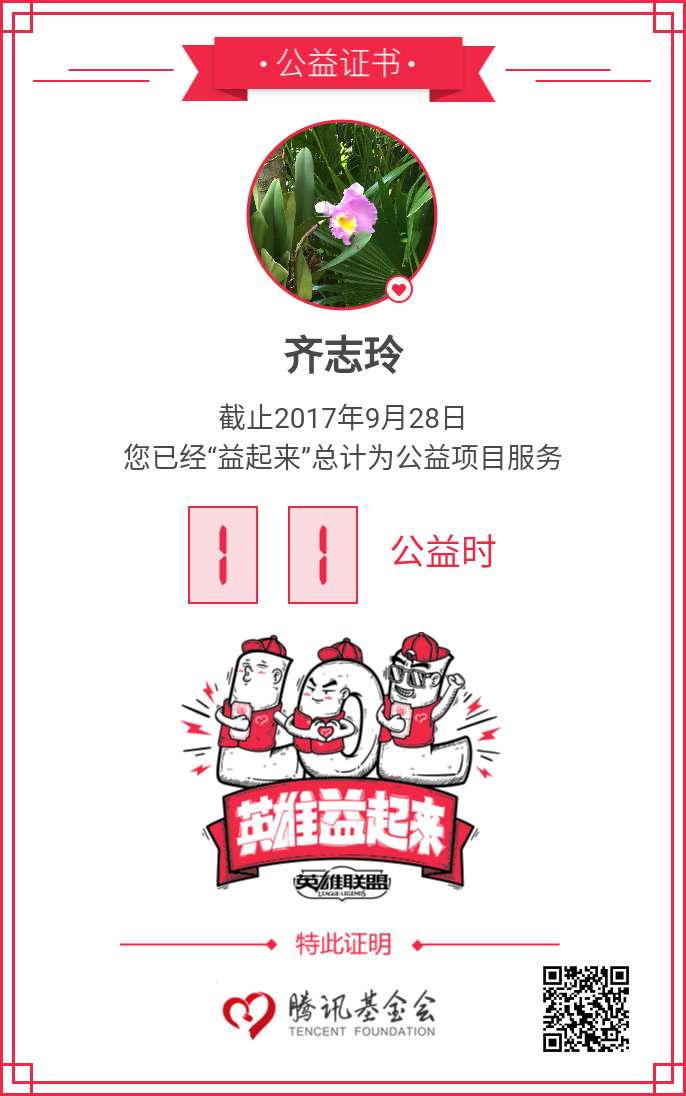 ·公益证书·
齐志玲
截止2017年9月28日
您已经“益起来”总计为公益项目服务
11 公益时
LOL
英雄益起来
英雄联盟
LEAGUE OF LEGENDS
特此证明
腾讯基金会
TENCENT FOUNDATION